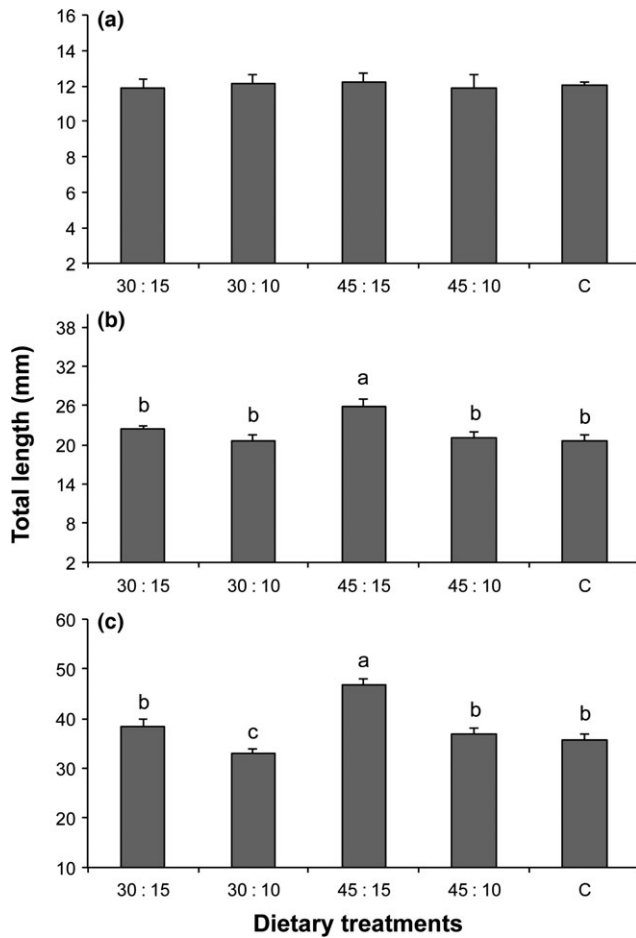 (a)
16
14
12
10
8
6
4
2
30 : 15 30 : 10 45 : 15 45 : 10 C
Total length (mm)
(b)
38
32
26
20
14
8
2
b b a b b
30 : 15 30 : 10 45 : 15 45 : 10 C
(c)
60
50
40
30
20
10
b c a b b
30 : 15 30 : 10 45 : 15 45 : 10 C
Dietary treatments